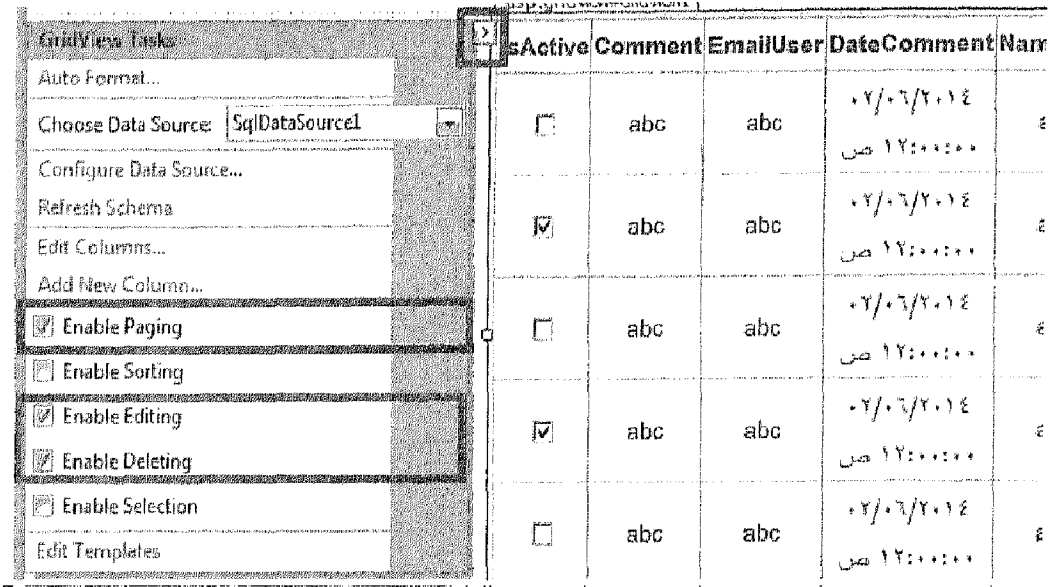 GridView Tasks
Auto Format...
Choose Data Source: SqlDataSource1
Configure Data Source...
Refresh Schema
Edit Columns...
Add New Column...
Enable Paging
Enable Sorting
Enable Editing
Enable Deleting
Enable Selection
Edit Templates
sActive Comment EmailUser DateComment Nam
abc abc ٠٢/٠٦/٢٠١٤
١٢:٠٠:٠٠ ص
abc abc ٠٢/٠٦/٢٠١٤
١٢:٠٠:٠٠ ص
abc abc ٠٢/٠٦/٢٠١٤
١٢:٠٠:٠٠ ص
abc abc ٠٢/٠٦/٢٠١٤
١٢:٠٠:٠٠ ص
abc abc ٠٢/٠٦/٢٠١٤
١٢:٠٠:٠٠ ص